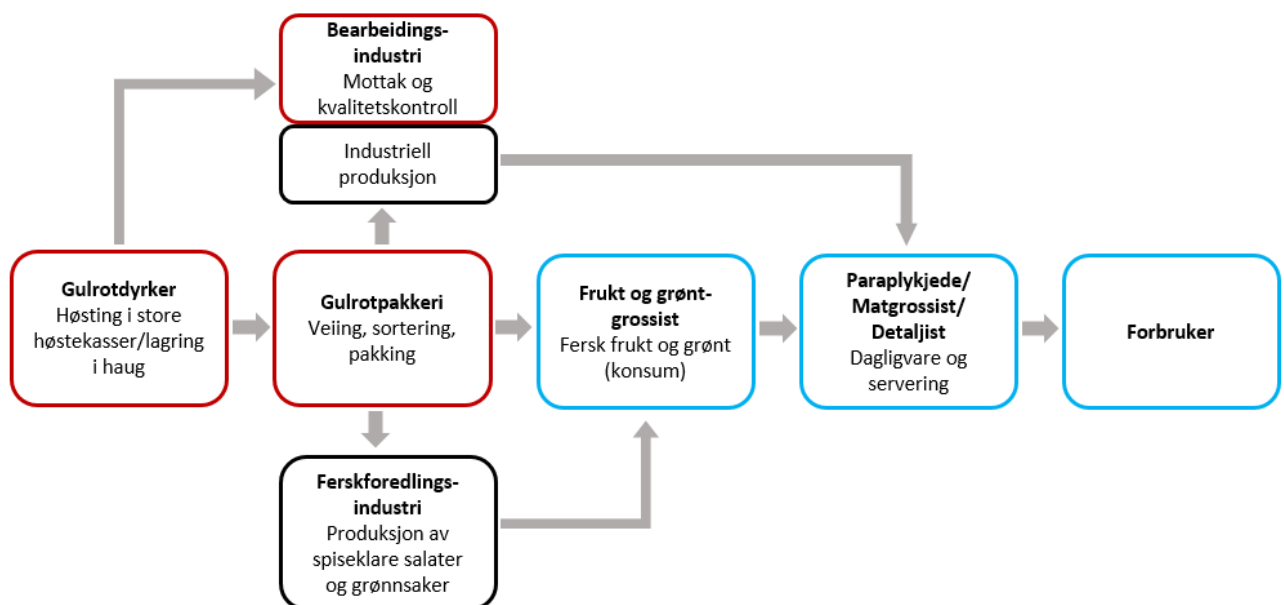 Bearbeidings-
industri
Mottak og
kvalitetskontroll
Industriell
produksjon
Gulrotdyrker
Høsting i store
høstekasser/lagring
i haug
Gulrotpakkeri
Veiing, sortering,
pakking
Frukt og grønt-
grossist
Fersk frukt og grønt
(konsum)
Paraplykjede/
Matgrossist/
Detaljist
Dagligvare og
servering
Forbruker
Ferskforedlings-
industri
Produksjon av
spiseklare salater
og grønnsaker